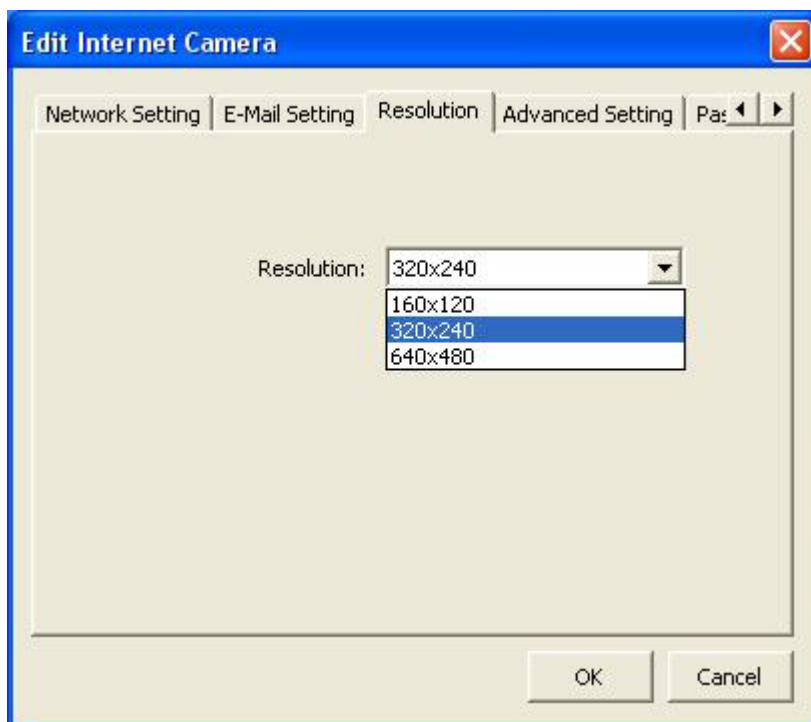 Edit Internet Camera
Network Setting E-Mail Setting Resolution Advanced Setting
Resolution: 320x240
160x120
320x240
640x480
OK Cancel